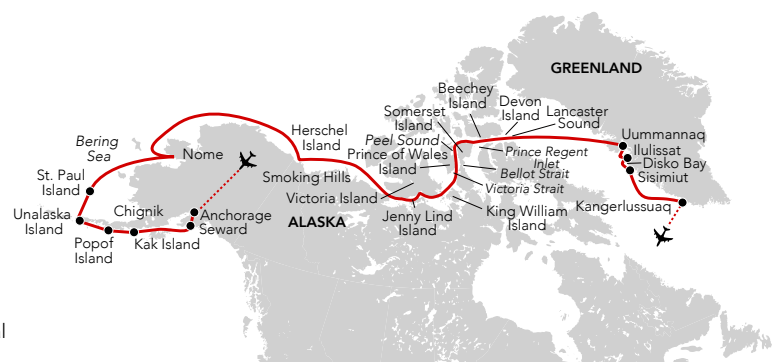 GREENLAND
Beechey
Island
Devon
Island
Lancaster
Sound
Somerset
Island
Peel Sound
Prince of Wales
Island
Prince Regent
Inlet
Bellot Strait
Victoria Strait
Uummannaq
Ilulissat
Disko Bay
Sisimiut
Kangerlussuaq
Herschel
Island
Smoking Hills
Victoria Island
Jenny Lind
Island
King William
Island
Bering
Sea
Nome
St. Paul
Island
Unalaska
Island
Chignik
Popof
Island
Kak Island
Anchorage
Seward
ALASKA
al